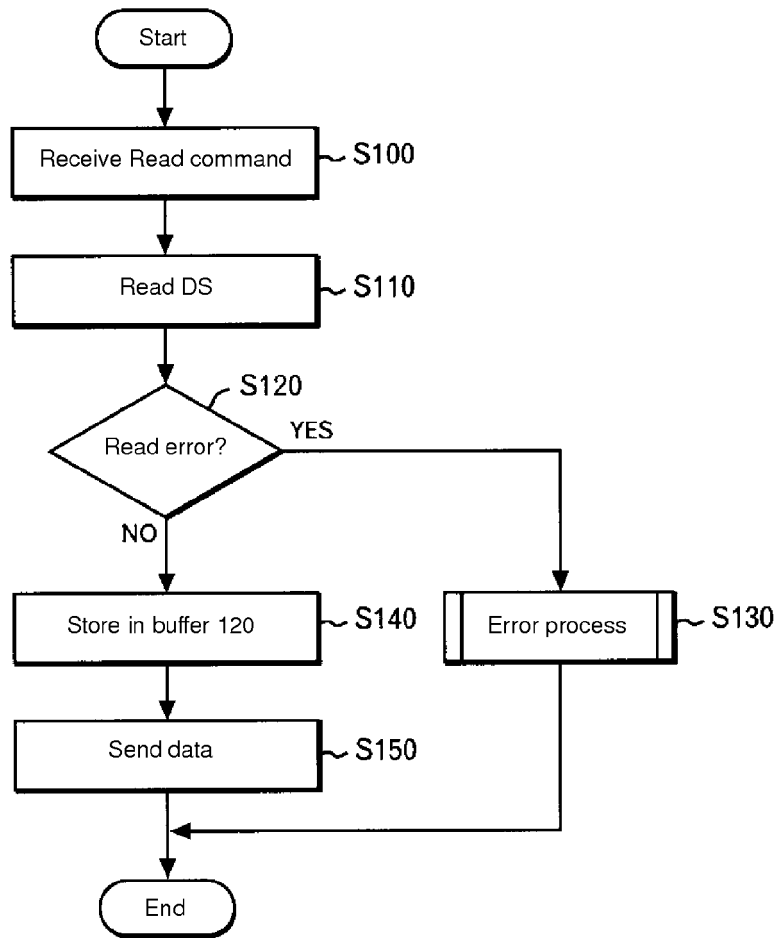 Start
Receive Read command
S100
Read DS
S110
S120
Read error?
YES
NO
Store in buffer 120
S140
Error process
S130
Send data
S150
End